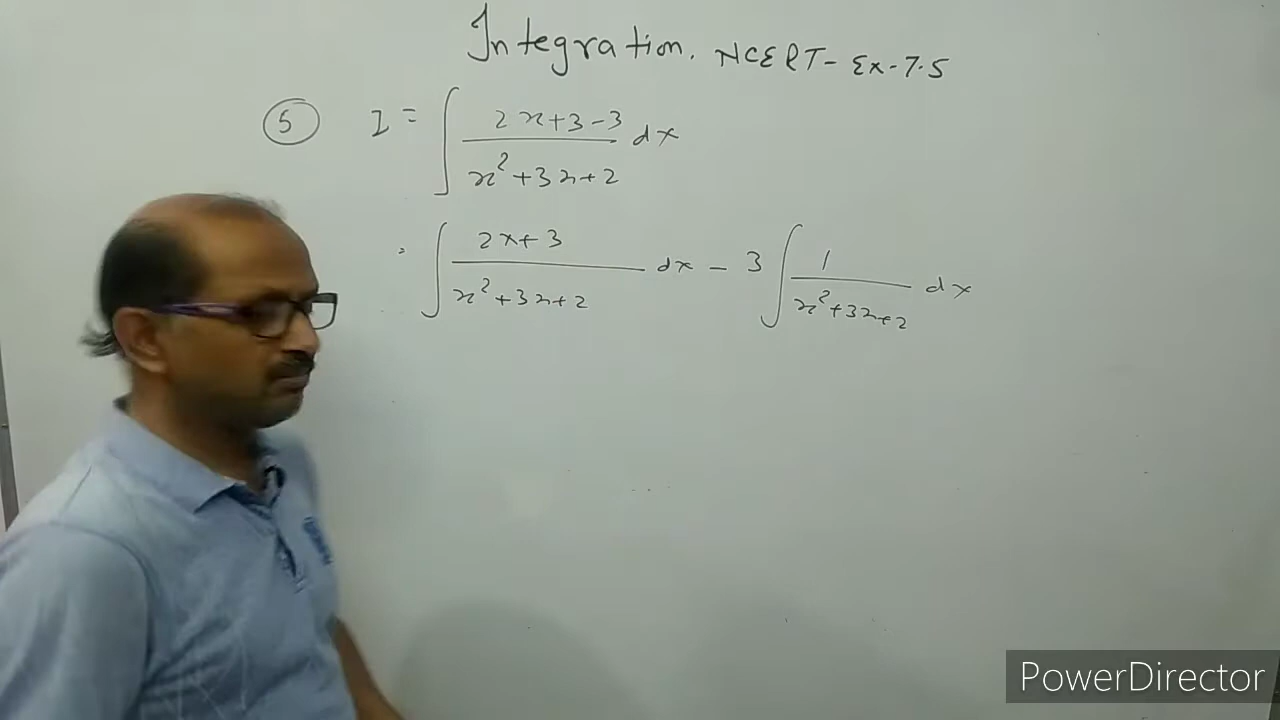 Integration. NCERT- Ex-7.5
5 I = ∫ 2x+3-3 / x²+3x+2 dx
= ∫ 2x+3 / x²+3x+2 dx - 3 ∫ 1 / x²+3x+2 dx
PowerDirector